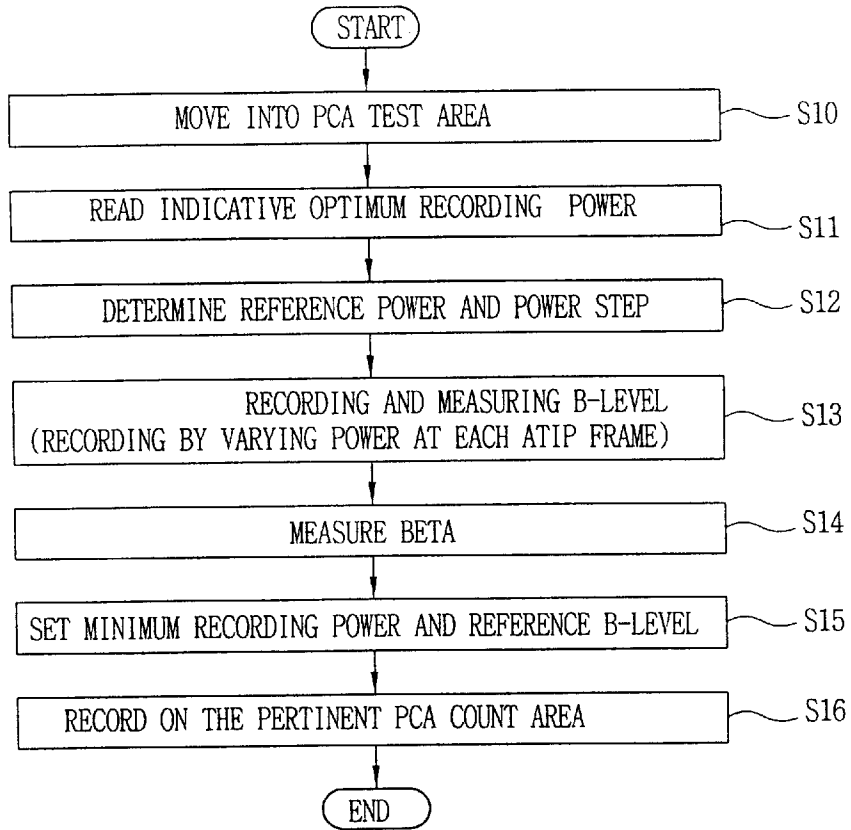 START
MOVE INTO PCA TEST AREA
S10
READ INDICATIVE OPTIMUM RECORDING POWER
S11
DETERMINE REFERENCE POWER AND POWER STEP
S12
RECORDING AND MEASURING B-LEVEL
(RECORDING BY VARYING POWER AT EACH ATIP FRAME)
S13
MEASURE BETA
S14
SET MINIMUM RECORDING POWER AND REFERENCE B-LEVEL
S15
RECORD ON THE PERTINENT PCA COUNT AREA
S16
END